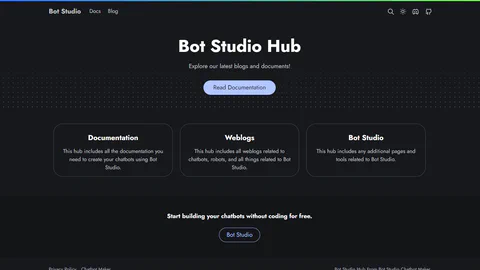 Bot Studio Docs Blog
Bot Studio Hub
Explore our latest blogs and documents!
Read Documentation
Documentation
This hub includes all the documentation you
need to create your chatbots using Bot
Studio.
Weblogs
This hub includes all weblogs related to
chatbots, robots, and all things related to Bot
Studio.
Bot Studio
This hub includes any additional pages and
tools related to Bot Studio.
Start building your chatbots without coding for free.
Bot Studio
Privacy Policy Chatbot Maker
Bot Studio Hub from Bot Studio Chatbot Maker